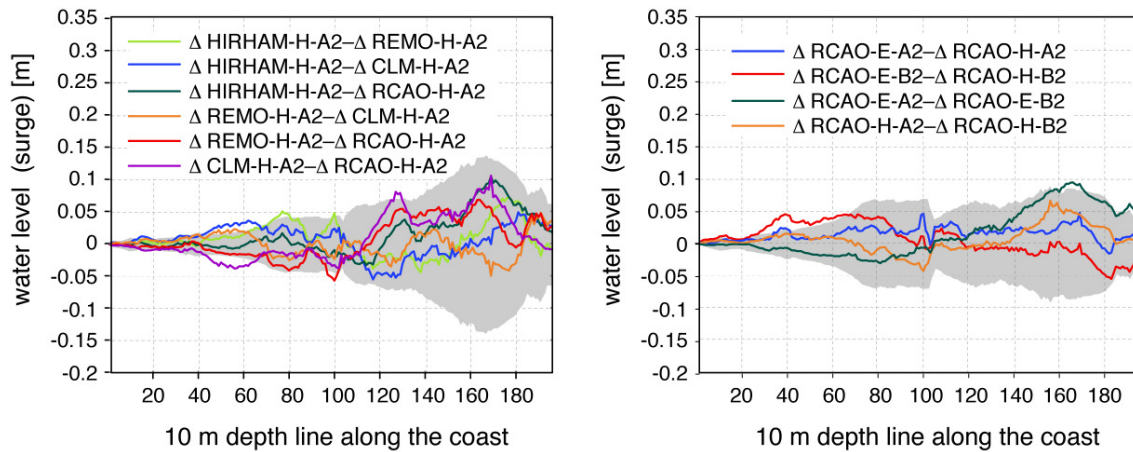 0.35
0.3
0.25
0.2
0.15
0.1
0.05
0
-0.05
-0.1
-0.15
-0.2
water level (surge) [m]
Δ HIRHAM-H-A2–Δ REMO-H-A2
Δ HIRHAM-H-A2–Δ CLM-H-A2
Δ HIRHAM-H-A2–Δ RCAO-H-A2
Δ REMO-H-A2–Δ CLM-H-A2
Δ REMO-H-A2–Δ RCAO-H-A2
Δ CLM-H-A2–Δ RCAO-H-A2
20 40 60 80 100 120 140 160 180
10 m depth line along the coast
0.35
0.3
0.25
0.2
0.15
0.1
0.05
0
-0.05
-0.1
-0.15
-0.2
water level (surge) [m]
Δ RCAO-E-A2–Δ RCAO-H-A2
Δ RCAO-E-B2–Δ RCAO-H-B2
Δ RCAO-E-A2–Δ RCAO-E-B2
Δ RCAO-H-A2–Δ RCAO-H-B2
20 40 60 80 100 120 140 160 180
10 m depth line along the coast